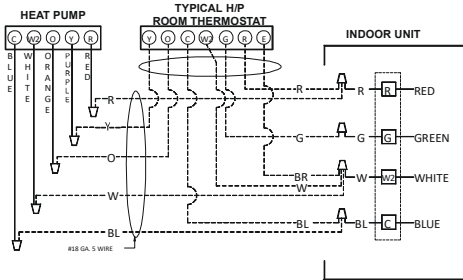 HEAT PUMP
TYPICAL H/P
ROOM THERMOSTAT
INDOOR UNIT
C W2 O Y R
Y O C W2 G R E
BLUE
WHITE
ORANGE
PURPLE
RED
R
R R R RED
Y
G G G GREEN
O
BR
W W2 WHITE
W
W
BL BL C BLUE
BL
#18 GA. 5 WIRE